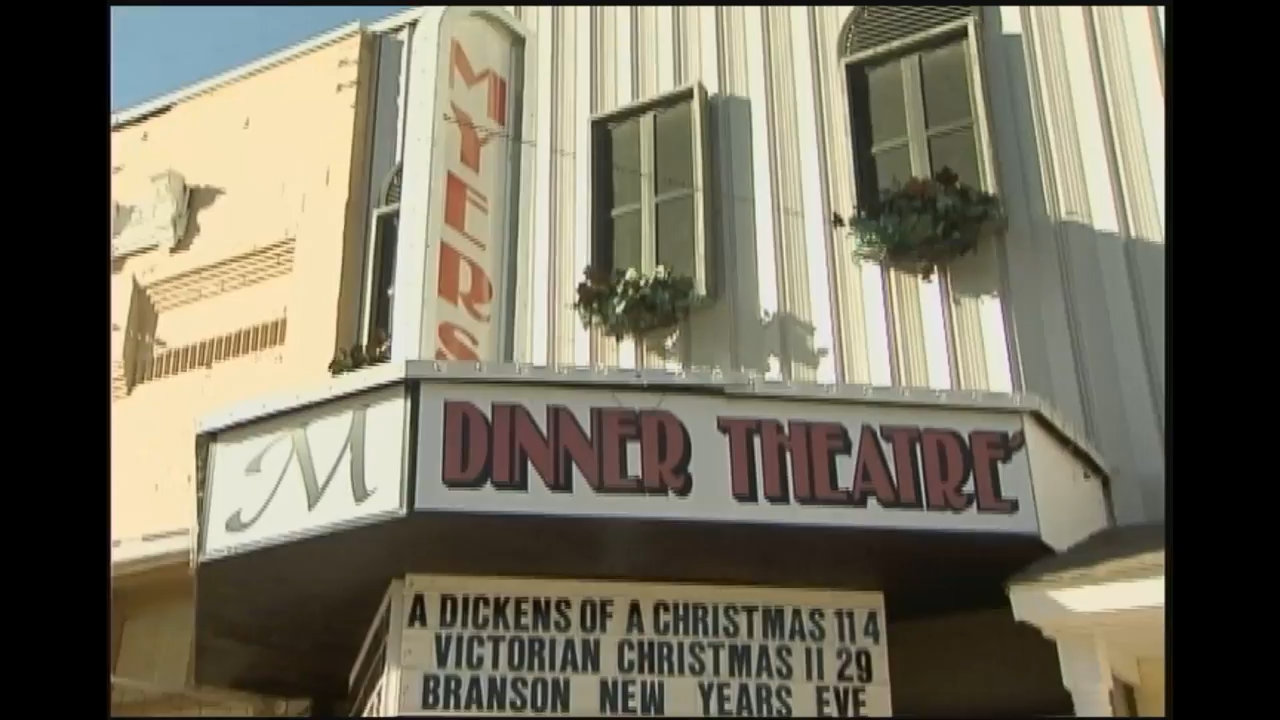 MYERS
M
DINNER THEATRE
A DICKENS OF A CHRISTMAS 11 4
VICTORIAN CHRISTMAS 11 29
BRANSON NEW YEARS EVE